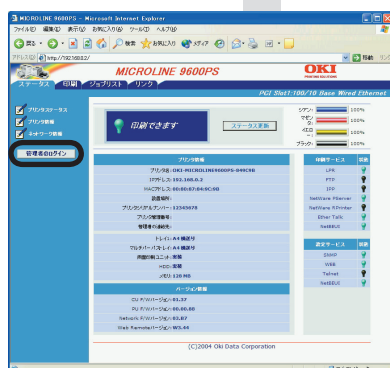 MICROLINE 9600PS - Microsoft Internet Explorer
ファイル(F) 編集(E) 表示(V) お気に入り(A) ツール(T) ヘルプ(H)
戻る 検索 お気に入り メディア
アドレス(D) http://192.168.0.2/ 移動
MICROLINE 9600PS
OKI
PRINTING SOLUTIONS
ステータス 印刷 ジョブリスト リンク
PCI Slot1:100/10 Base Wired Ethernet
プリンタステータス
プリンタ情報
ネットワーク情報
管理者のログイン
印刷できます
ステータス更新
シアン: 100%
マゼンタ: 100%
イエロー: 100%
ブラック: 100%
プリンタ情報
プリンタ名: OKI-MICROLINE9600PS-849C9B
IPアドレス: 192.168.0.2
MACアドレス: 00:80:87:84:9C:9B
設置場所:
プリンタシリアルナンバー: 12345678
プリンタ管理番号:
管理者の連絡先:
トレイ1: A4 横送り
マルチパーパストレイ: A4 横送り
両面印刷ユニット: 実装
HDD: 実装
メモリ: 128 MB
バージョン情報
CU F/Wバージョン: 01.37
PU F/Wバージョン: 00.00.88
Network F/Wバージョン: 02.07
Web Remoteバージョン: W3.44
印刷サービス 状態
LPR
FTP
IPP
NetWare PServer
NetWare RPrinter
Ether Talk
NetBEUI
設定サービス 状態
SNMP
WEB
Telnet
NetBEUI
(C)2004 Oki Data Corporation